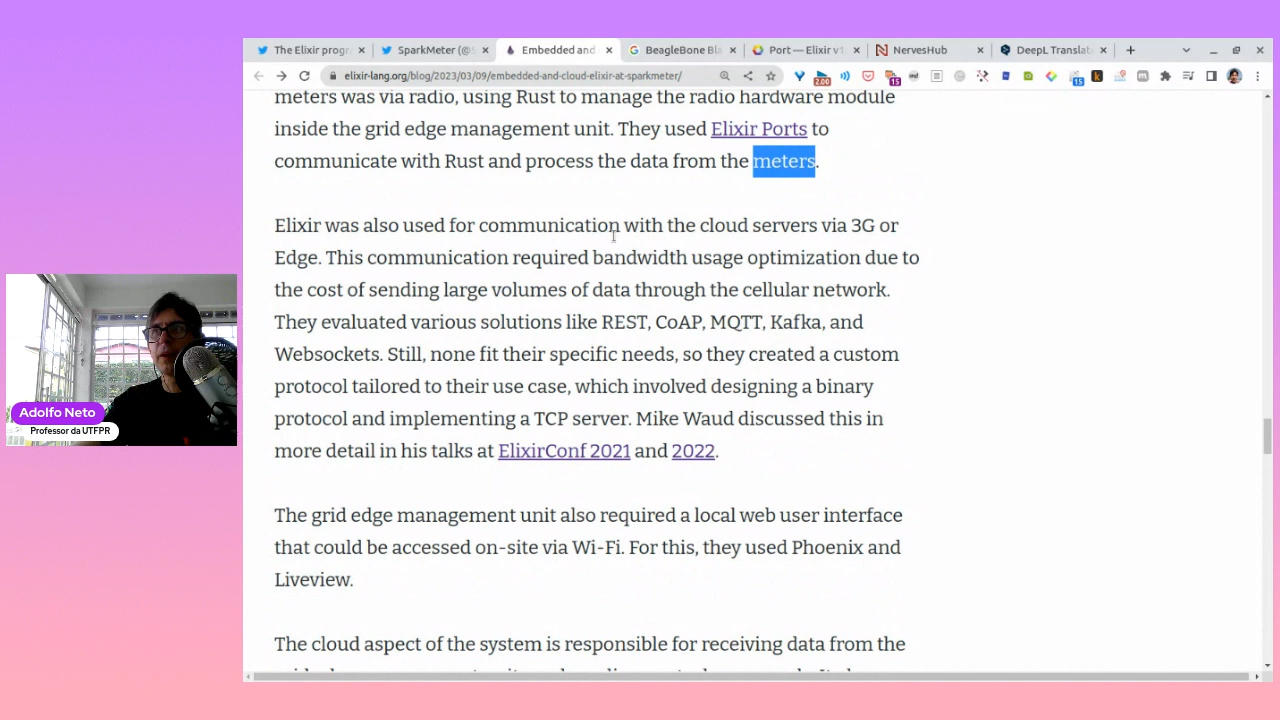 The Elixir progr
SparkMeter (@S
Embedded and
BeagleBone Bla
Port — Elixir v1
NervesHub
DeepL Translat
elixir-lang.org/blog/2023/03/09/embedded-and-cloud-elixir-at-sparkmeter/
2.00
15
15
meters was via radio, using Rust to manage the radio hardware module
inside the grid edge management unit. They used Elixir Ports to
communicate with Rust and process the data from the meters.
Elixir was also used for communication with the cloud servers via 3G or
Edge. This communication required bandwidth usage optimization due to
the cost of sending large volumes of data through the cellular network.
They evaluated various solutions like REST, CoAP, MQTT, Kafka, and
Websockets. Still, none fit their specific needs, so they created a custom
protocol tailored to their use case, which involved designing a binary
protocol and implementing a TCP server. Mike Waud discussed this in
more detail in his talks at ElixirConf 2021 and 2022.
The grid edge management unit also required a local web user interface
that could be accessed on-site via Wi-Fi. For this, they used Phoenix and
Liveview.
The cloud aspect of the system is responsible for receiving data from the
Adolfo Neto
Professor da UTFPR